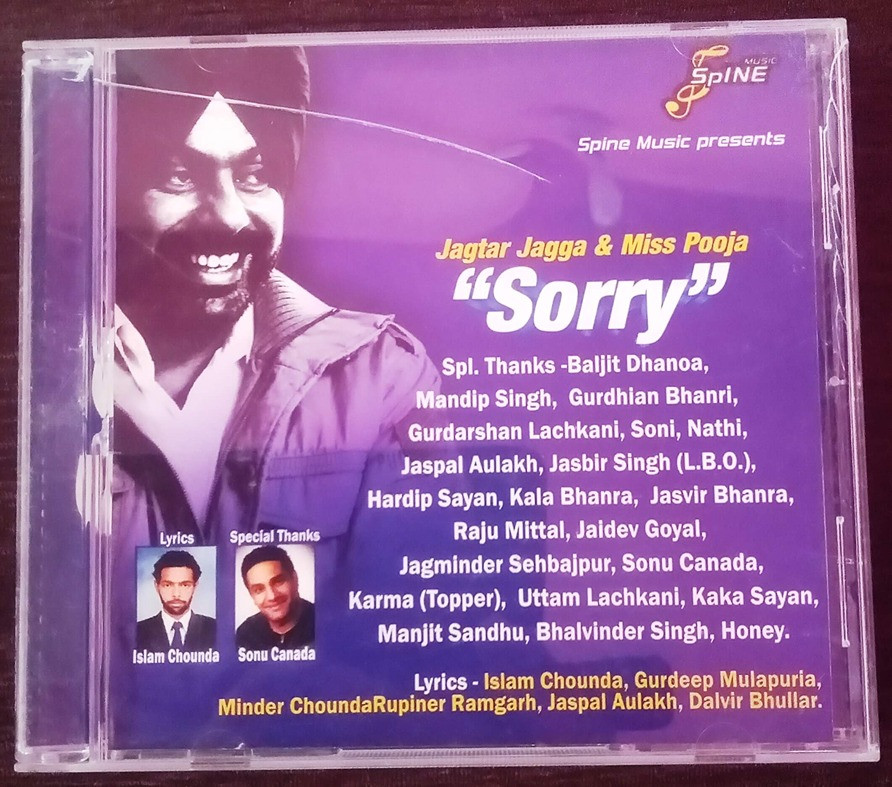 SpINE MUSIC
Spine Music presents
Jagtar Jagga & Miss Pooja
“Sorry”
Spl. Thanks -Baljit Dhanoa,
Mandip Singh, Gurdhian Bhanri,
Gurdarshan Lachkani, Soni, Nathi,
Jaspal Aulakh, Jasbir Singh (L.B.O.),
Hardip Sayan, Kala Bhanra, Jasvir Bhanra,
Raju Mittal, Jaidev Goyal,
Jagminder Sehbajpur, Sonu Canada,
Karma (Topper), Uttam Lachkani, Kaka Sayan,
Manjit Sandhu, Bhalvinder Singh, Honey.
Lyrics
Islam Chounda
Special Thanks
Sonu Canada
Lyrics - Islam Chounda, Gurdeep Mulapuria,
Minder ChoundaRupiner Ramgarh, Jaspal Aulakh, Dalvir Bhullar.